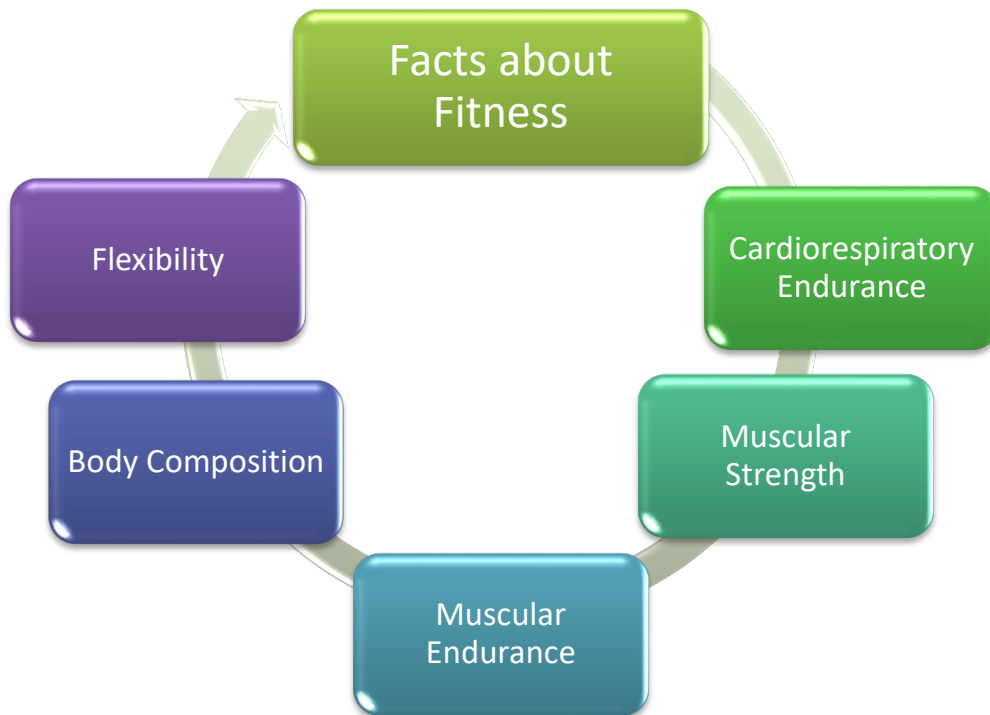 Facts about
Fitness
Cardiorespiratory
Endurance
Muscular
Strength
Muscular
Endurance
Body Composition
Flexibility